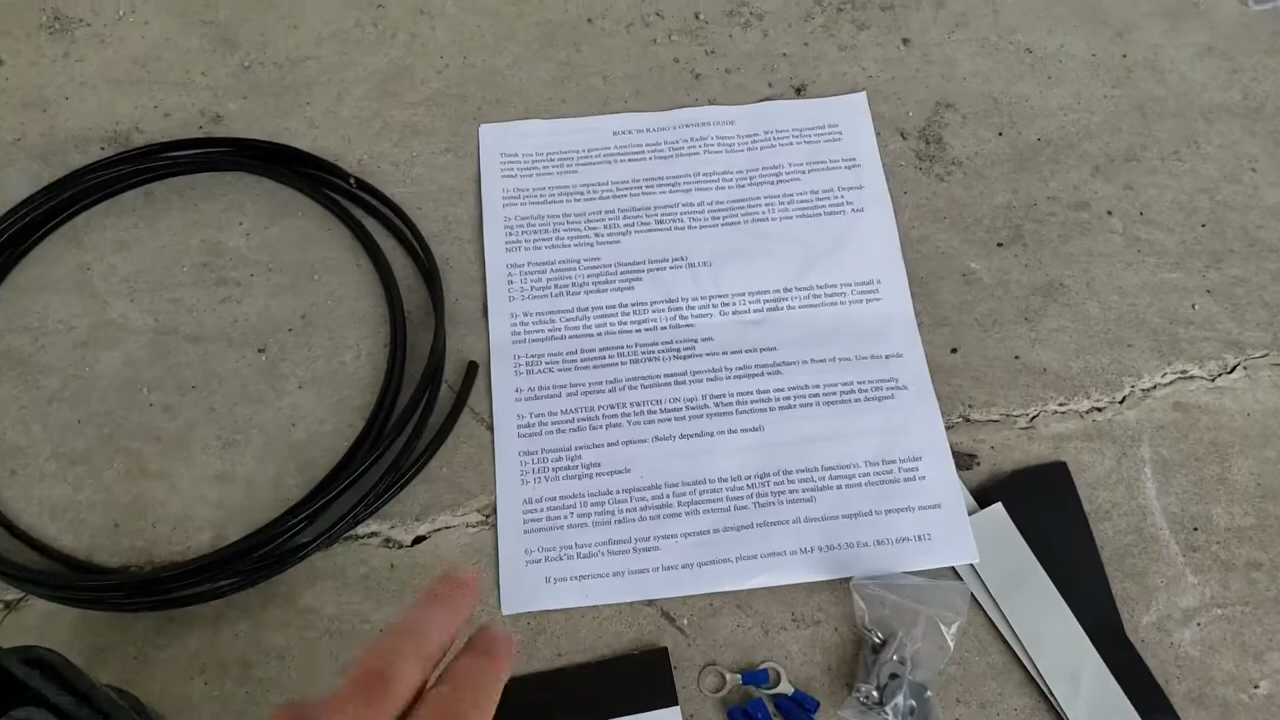 ROCK'IN RADIO'S OWNERS GUIDE
Thank you for purchasing a genuine American made Rock'in Radio's Stereo System. We have engineered this
system to provide many years of entertainment value. There are a few things you should know before operating
your system, as well as maintaining it to assure a longer lifespan. Please follow this guide book to better under-
stand your stereo system.
1)- Once your system is unpacked locate the remote controls (if applicable on your model). Your system has been
tested prior to us shipping it to you, however we strongly recommend that you go through testing procedures again
prior to installation to be sure that there has been no damage issues due to the shipping process.
2)- Carefully turn the unit over and familiarize yourself with all of the connection wires that exit the unit. Depend-
ing on the unit you have chosen will dictate how many external connections there are. In all cases there is a
18-2 POWER-IN wires, One- RED, and One- BROWN. This is the point where a 12 volt connection must be
made to power the system. We strongly recommend that the power source is direct to your vehicles battery. And
NOT to the vehicles wiring harness.
Other Potential exiting wires.
A- External Antenna Connector (Standard female jack)
B- 12 volt positive (+) amplified antenna power wire (BLUE)
C- 2- Purple Rear Right speaker outputs
D- 2-Green Left Rear speaker outputs
3)- We recommend that you use the wires provided by us to power your system on the bench before you install it
in the vehicle. Carefully connect the RED wire from the unit to the a 12 volt positive (+) of the battery. Connect
the brown wire from the unit to the negative (-) of the battery. Go ahead and make the connections to your pow-
ered (amplified) antenna at this time as well as follows:
1)--Large male end from antenna to Female end exiting unit.
2)- RED wire from antenna to BLUE wire exiting unit
3)- BLACK wire from antenna to BROWN (-) Negative wire at unit exit point.
4)- At this time have your radio instruction manual (provided by radio manufacture) in front of you. Use this guide
to understand and operate all of the functions that your radio is equipped with.
5)- Turn the MASTER POWER SWITCH / ON (up). If there is more than one switch on your unit we normally
make the second switch from the left the Master Switch. When this switch is on you can now push the ON switch
located on the radio face plate. You can now test your systems functions to make sure it operates as designed.
Other Potential switches and options: (Solely depending on the model)
1)- LED cab light
2)- LED speaker lights
3)- 12 Volt charging receptacle
All of our models include a replaceable fuse located to the left or right of the switch function(s). This fuse holder
uses a standard 10 amp Glass Fuse, and a fuse of greater value MUST not be used, or damage can occur. Fuses
lower than a 7 amp rating is not advisable. Replacement fuses of this type are available at most electronic and or
automotive stores. (mini radios do not come with external fuse. Theirs is internal)
6)- Once you have confirmed your system operates as designed reference all directions supplied to properly mount
your Rock'in Radio's Stereo System.
If you experience any issues or have any questions, please contact us M-F 9:30-5:30 Est. (863) 699-1812